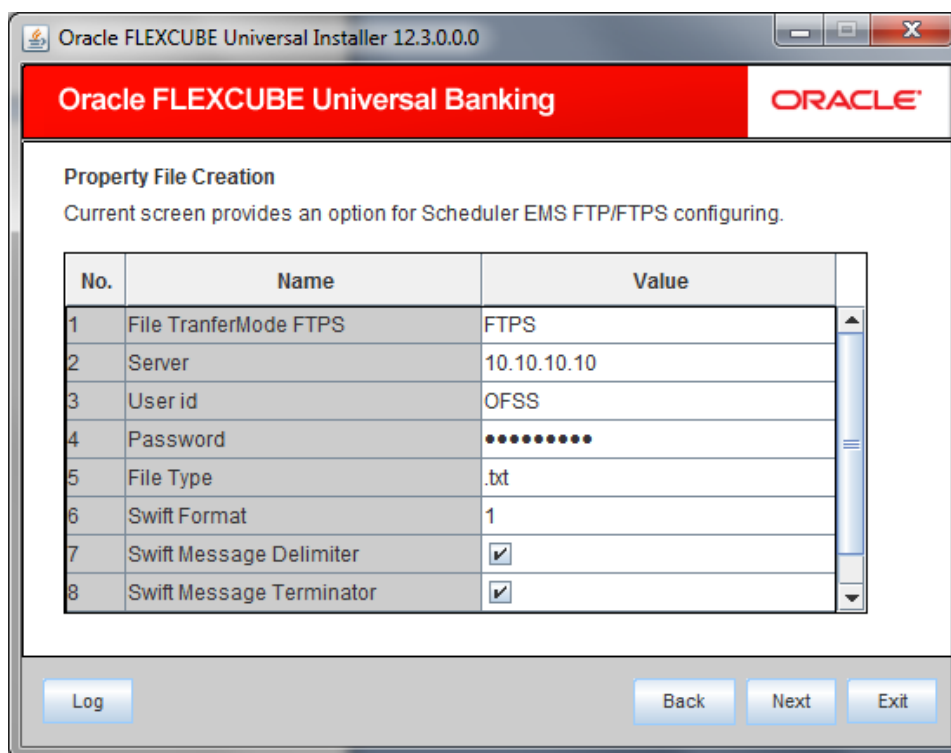 Oracle FLEXCUBE Universal Installer 12.3.0.0.0
Oracle FLEXCUBE Universal Banking
ORACLE
Property File Creation
Current screen provides an option for Scheduler EMS FTP/FTPS configuring.
No. Name Value
1 File TranferMode FTPS FTPS
2 Server 10.10.10.10
3 User id OFSS
4 Password •••••••••
5 File Type .txt
6 Swift Format 1
7 Swift Message Delimiter
8 Swift Message Terminator
Log Back Next Exit